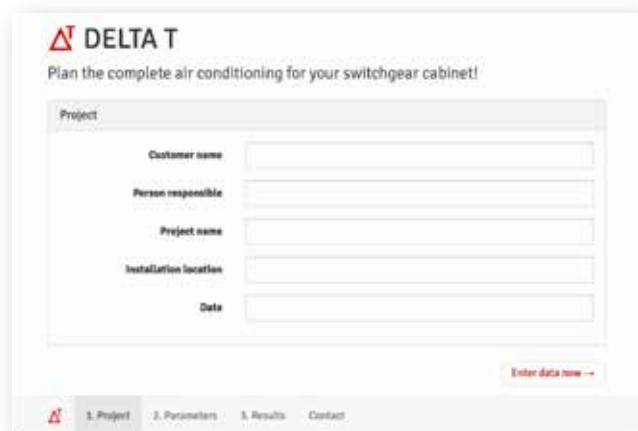 DELTA T
Plan the complete air conditioning for your switchgear cabinet!
Project
Customer name
Person responsible
Project name
Installation location
Date
Enter data now →
1. Project 2. Parameters 3. Results Contact